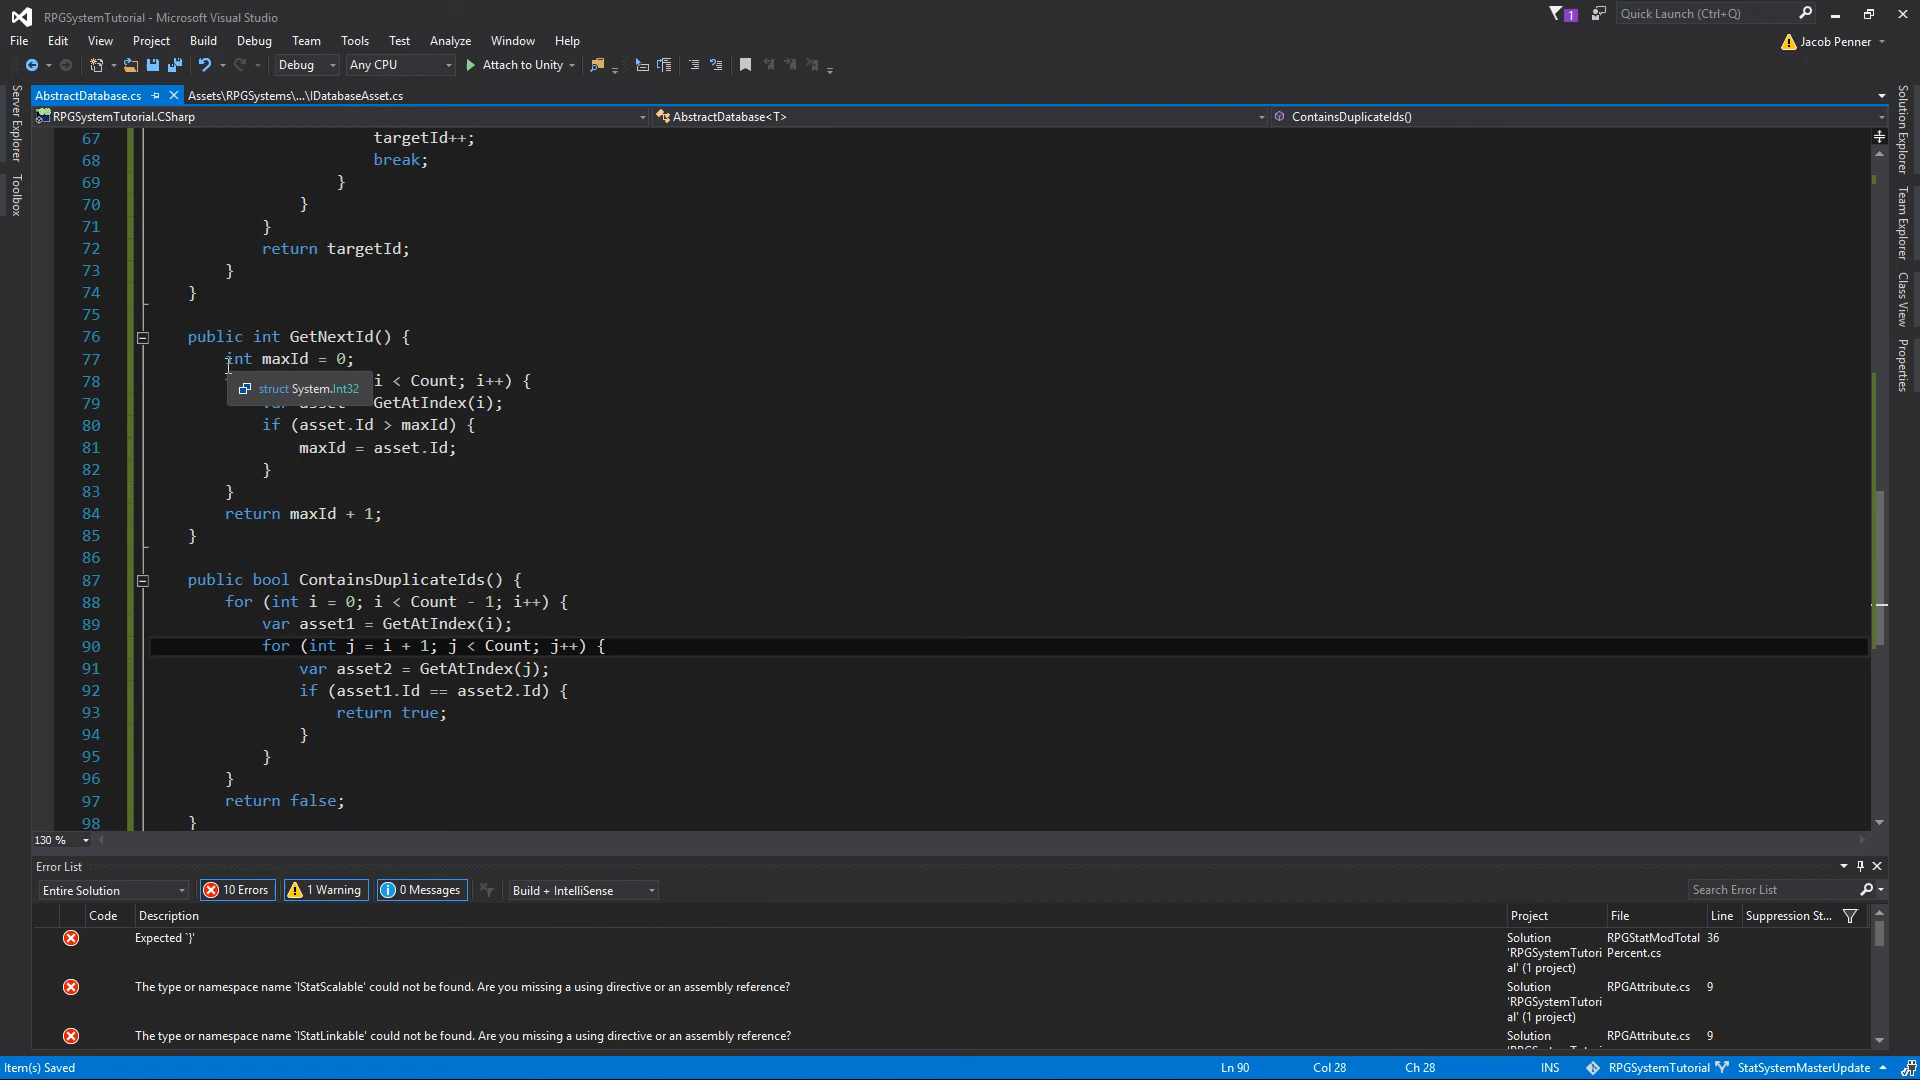 RPGSystemTutorial - Microsoft Visual Studio
1
Quick Launch (Ctrl+Q)
File Edit View Project Build Debug Team Tools Test Analyze Window Help
Jacob Penner
Debug Any CPU Attach to Unity
AbstractDatabase.cs Assets\RPGSystems\...\IDatabaseAsset.cs
RPGSystemTutorial.CSharp AbstractDatabase<T> ContainsDuplicateIds()
Server Explorer
Toolbox
Solution Explorer
Team Explorer
Class View
Properties
67 targetId++;
68 break;
69 }
70 }
71 }
72 return targetId;
73 }
74 }
75
76 public int GetNextId() {
77 int maxId = 0;
78 i < Count; i++) {
struct System.Int32
79 GetAtIndex(i);
80 if (asset.Id > maxId) {
81 maxId = asset.Id;
82 }
83 }
84 return maxId + 1;
85 }
86
87 public bool ContainsDuplicateIds() {
88 for (int i = 0; i < Count - 1; i++) {
89 var asset1 = GetAtIndex(i);
90 for (int j = i + 1; j < Count; j++) {
91 var asset2 = GetAtIndex(j);
92 if (asset1.Id == asset2.Id) {
93 return true;
94 }
95 }
96 }
97 return false;
98 }
130 %
Error List
Entire Solution 10 Errors 1 Warning 0 Messages Build + IntelliSense Search Error List
Code Description Project File Line Suppression St...
Expected `}' Solution 'RPGSystemTutorial' (1 project) RPGStatModTotalPercent.cs 36
The type or namespace name `IStatScalable' could not be found. Are you missing a using directive or an assembly reference? Solution 'RPGSystemTutorial' (1 project) RPGAttribute.cs 9
The type or namespace name `IStatLinkable' could not be found. Are you missing a using directive or an assembly reference? Solution RPGAttribute.cs 9
Item(s) Saved Ln 90 Col 28 Ch 28 INS RPGSystemTutorial StatSystemMasterUpdate